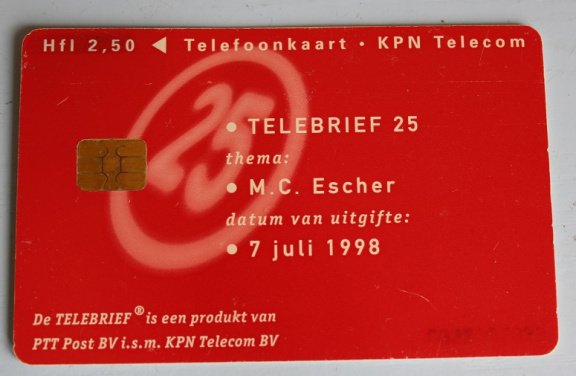 Hfl 2,50 ◀ Telefoonkaart • KPN Telecom
25
• TELEBRIEF 25
thema:
• M.C. Escher
datum van uitgifte:
• 7 juli 1998
De TELEBRIEF® is een produkt van
PTT Post BV i.s.m. KPN Telecom BV